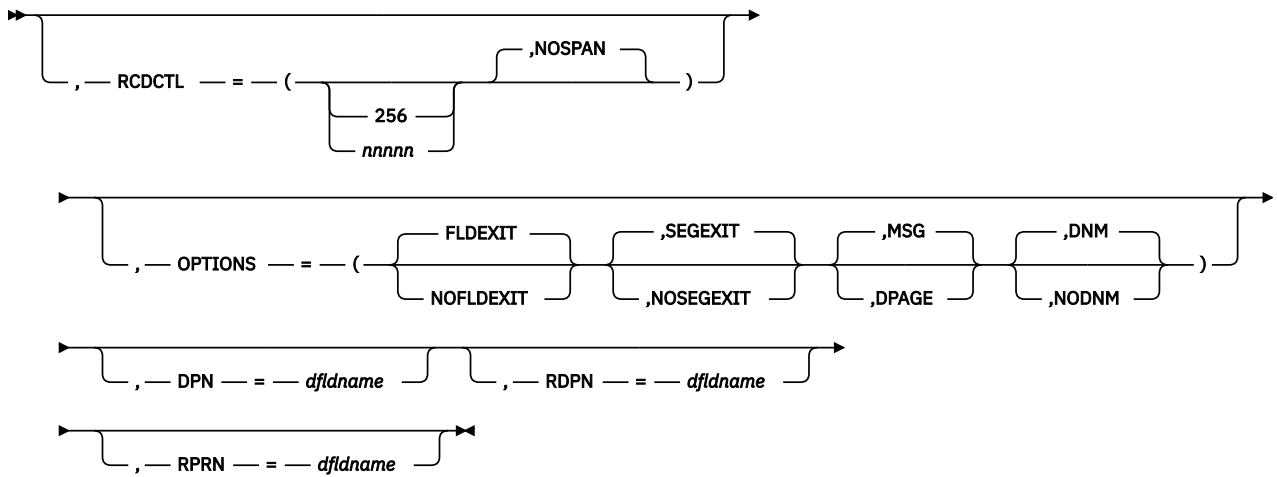 ,NOSPAN
, RCDCTL = ( )
256
nnnnn
FLDEXIT ,SEGEXIT ,MSG ,DNM
, OPTIONS = ( )
NOFLDEXIT ,NOSEGEXIT ,DPAGE ,NODNM
, DPN = dfldname , RDPN = dfldname
, RPRN = dfldname